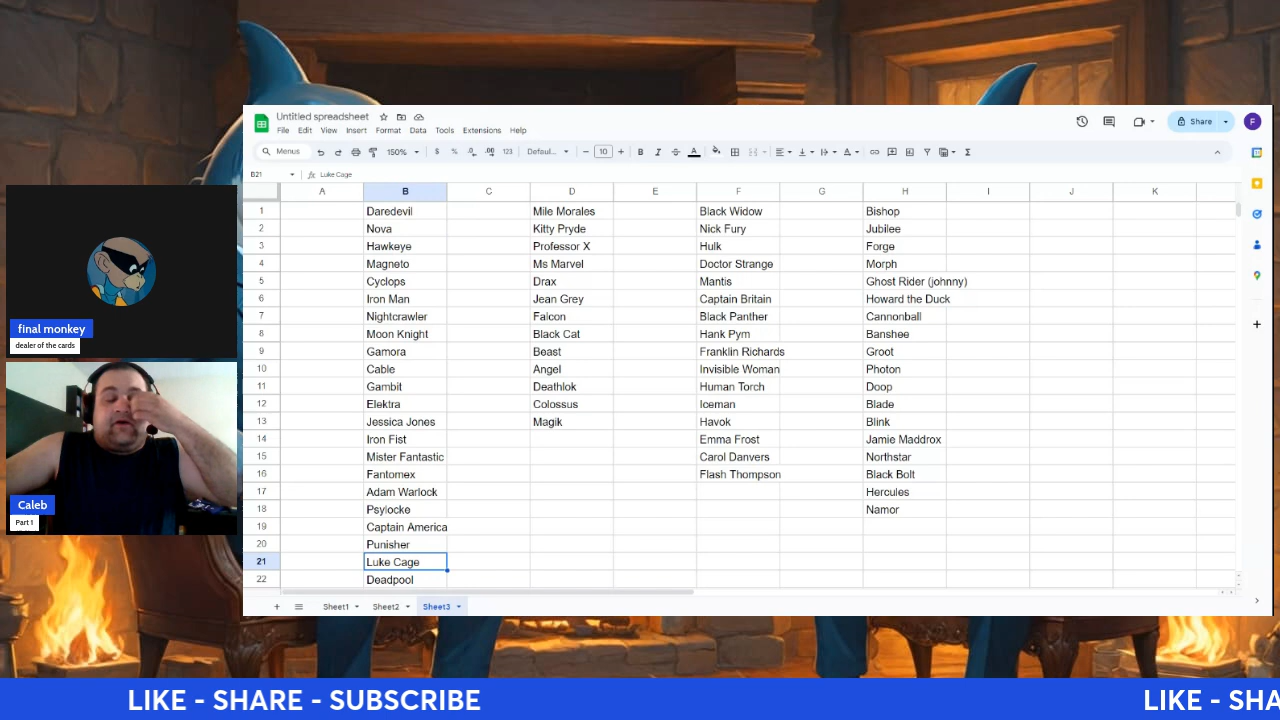 Untitled spreadsheet
File Edit View Insert Format Data Tools Extensions Help
Share
F
Menus 150% $ % .0 .00 123 Defaul... 10 B I A
B21 fx Luke Cage
A B C D E F G H I J K
1 Daredevil Mile Morales Black Widow Bishop
2 Nova Kitty Pryde Nick Fury Jubilee
3 Hawkeye Professor X Hulk Forge
4 Magneto Ms Marvel Doctor Strange Morph
5 Cyclops Drax Mantis Ghost Rider (johnny)
6 Iron Man Jean Grey Captain Britain Howard the Duck
7 Nightcrawler Falcon Black Panther Cannonball
8 Moon Knight Black Cat Hank Pym Banshee
9 Gamora Beast Franklin Richards Groot
10 Cable Angel Invisible Woman Photon
11 Gambit Deathlok Human Torch Doop
12 Elektra Colossus Iceman Blade
13 Jessica Jones Magik Havok Blink
14 Iron Fist Emma Frost Jamie Maddrox
15 Mister Fantastic Carol Danvers Northstar
16 Fantomex Flash Thompson Black Bolt
17 Adam Warlock Hercules
18 Psylocke Namor
19 Captain America
20 Punisher
21 Luke Cage
22 Deadpool
Sheet1 Sheet2 Sheet3
final monkey
dealer of the cards
Caleb
Part 1
LIKE - SHARE - SUBSCRIBE
LIKE - SHA